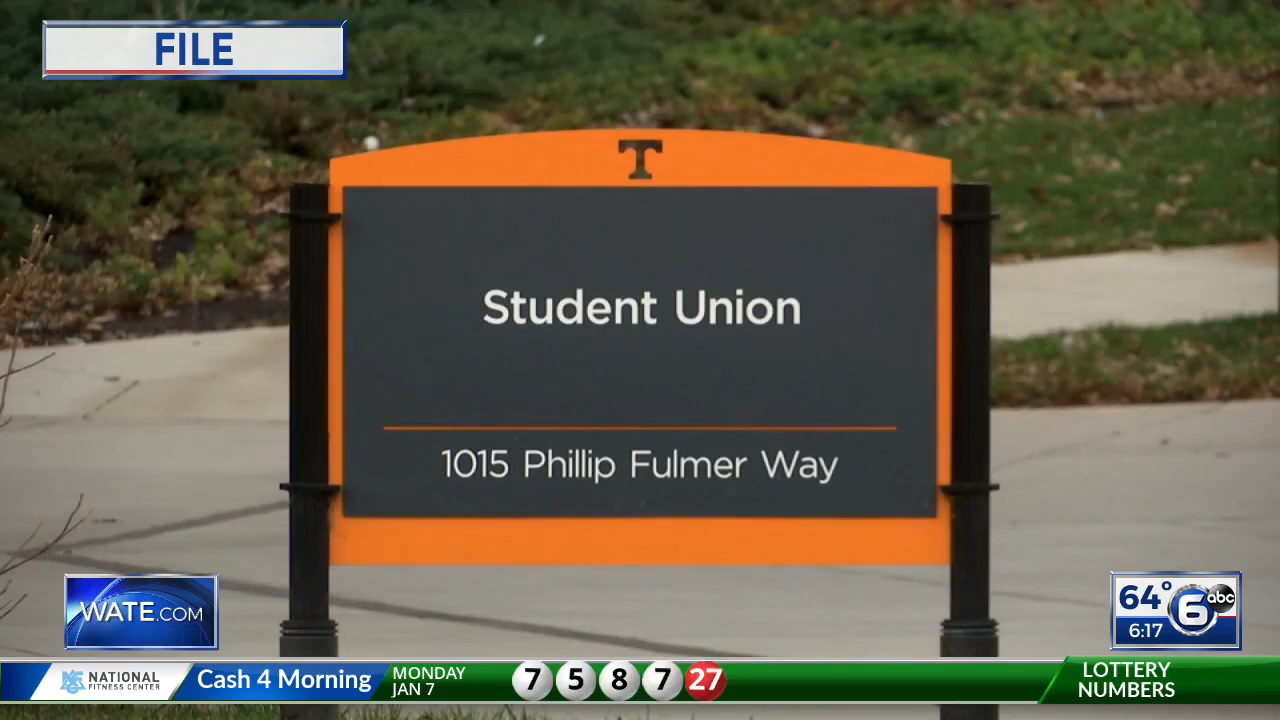 FILE
T
Student Union
1015 Phillip Fulmer Way
WATE.COM
64°
6 abc
6:17
NATIONAL
FITNESS CENTER
Cash 4 Morning
MONDAY
JAN 7
7 5 8 7 27
LOTTERY
NUMBERS